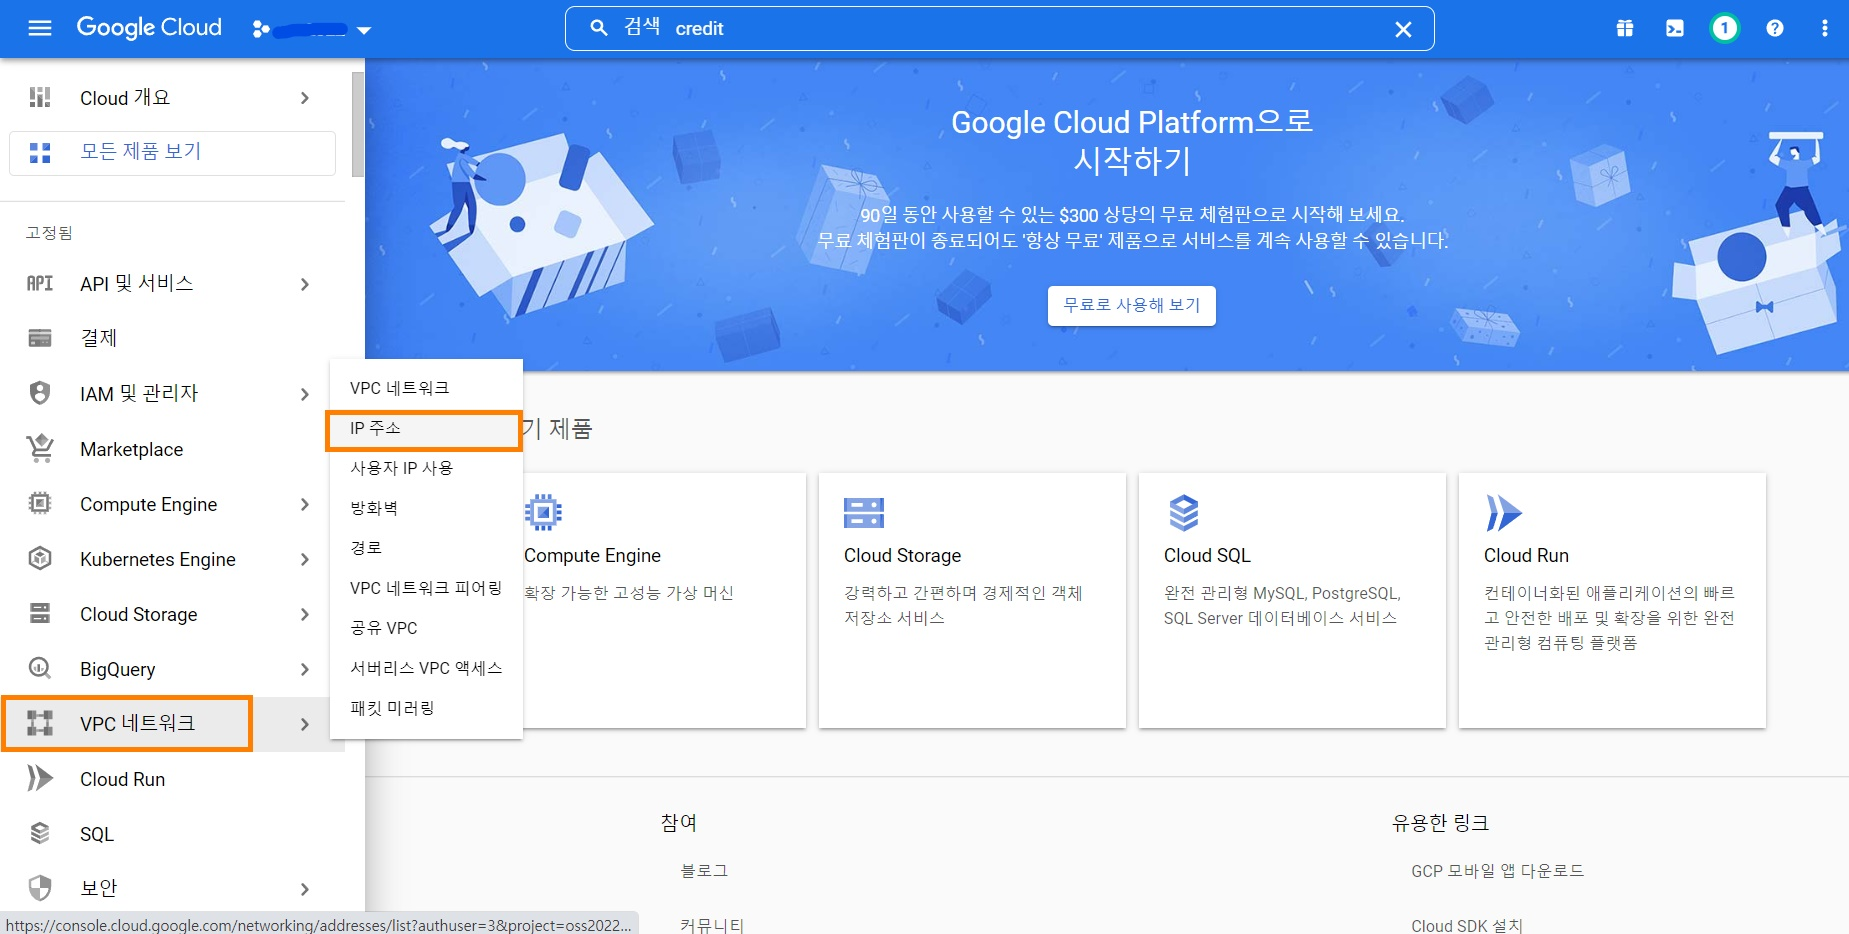 Google Cloud
검색 credit
1
Cloud 개요
모든 제품 보기
고정됨
API API 및 서비스
결제
IAM 및 관리자
Marketplace
Compute Engine
Kubernetes Engine
Cloud Storage
BigQuery
VPC 네트워크
Cloud Run
SQL
보안
VPC 네트워크
IP 주소
사용자 IP 사용
방화벽
경로
VPC 네트워크 피어링
공유 VPC
서버리스 VPC 액세스
패킷 미러링
Google Cloud Platform으로
시작하기
90일 동안 사용할 수 있는 $300 상당의 무료 체험판으로 시작해 보세요.
무료 체험판이 종료되어도 '항상 무료' 제품으로 서비스를 계속 사용할 수 있습니다.
무료로 사용해 보기
기 제품
Compute Engine
확장 가능한 고성능 가상 머신
Cloud Storage
강력하고 간편하며 경제적인 객체
저장소 서비스
Cloud SQL
완전 관리형 MySQL, PostgreSQL,
SQL Server 데이터베이스 서비스
Cloud Run
컨테이너화된 애플리케이션의 빠르
고 안전한 배포 및 확장을 위한 완전
관리형 컴퓨팅 플랫폼
참여
블로그
커뮤니티
유용한 링크
GCP 모바일 앱 다운로드
Cloud SDK 설치
https://console.cloud.google.com/networking/addresses/list?authuser=3&project=oss2022...